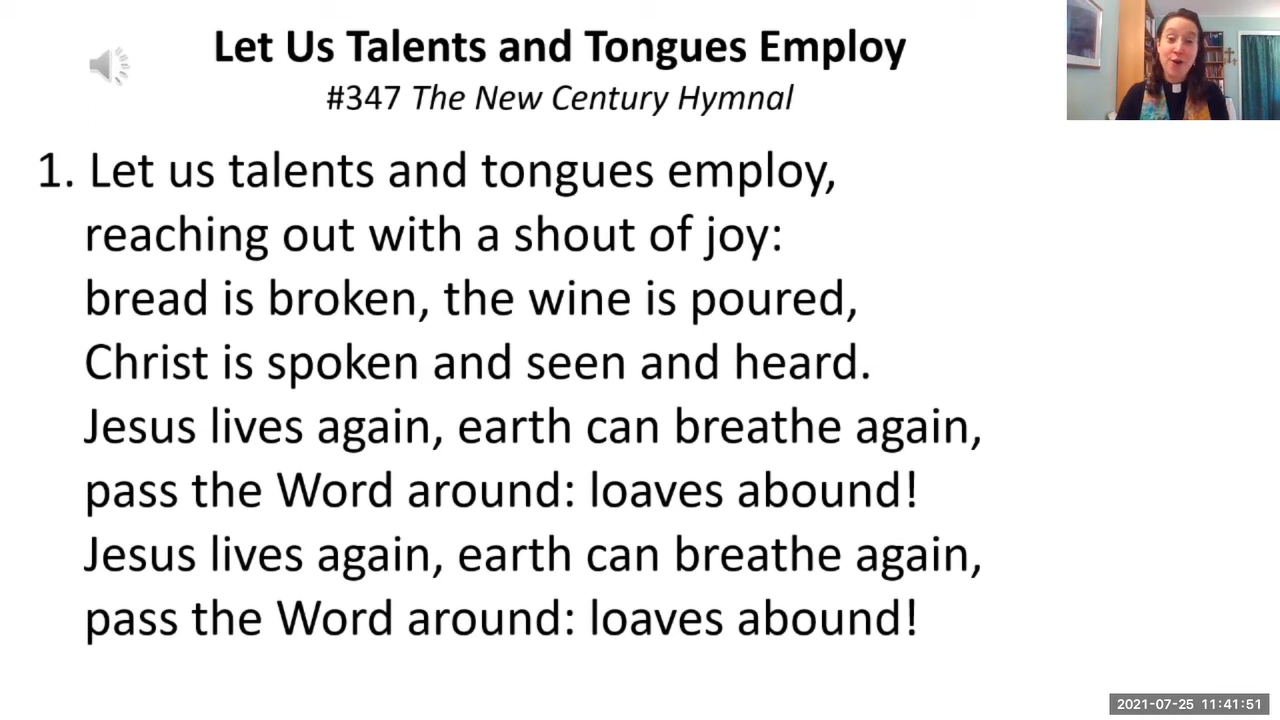 Let Us Talents and Tongues Employ
#347 The New Century Hymnal
1. Let us talents and tongues employ,
reaching out with a shout of joy:
bread is broken, the wine is poured,
Christ is spoken and seen and heard.
Jesus lives again, earth can breathe again,
pass the Word around: loaves abound!
Jesus lives again, earth can breathe again,
pass the Word around: loaves abound!
2021-07-25 11:41:51